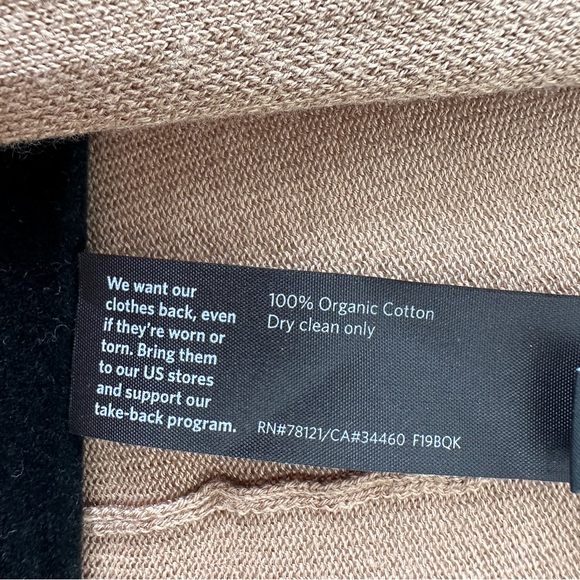 We want our
clothes back, even
if they're worn or
torn. Bring them
to our US stores
and support our
take-back program.
100% Organic Cotton
Dry clean only
RN#78121/CA#34460 F19BQK